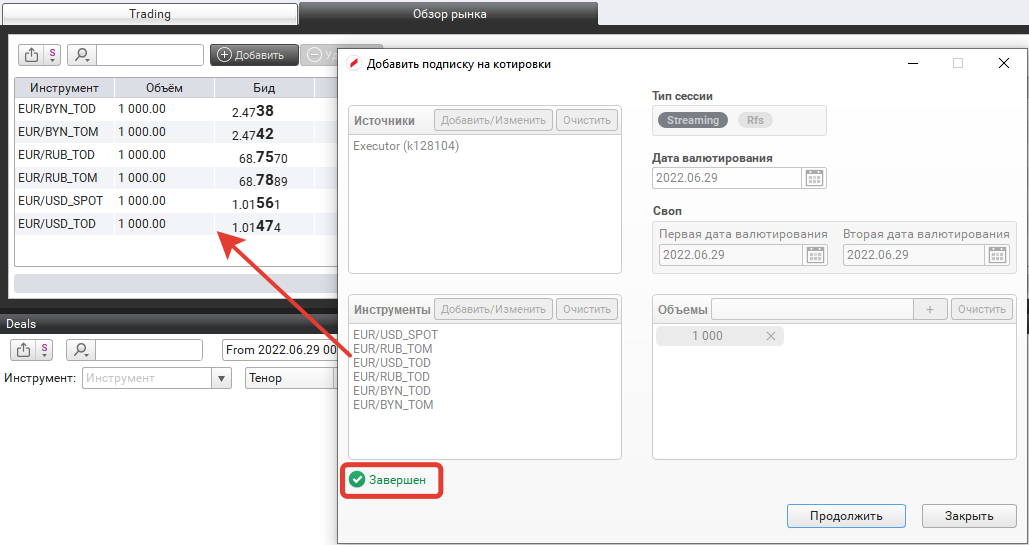 Trading
Обзор рынка
S
Добавить
Инструмент Объём Бид
EUR/BYN_TOD 1 000.00 2.4738
EUR/BYN_TOM 1 000.00 2.4742
EUR/RUB_TOD 1 000.00 68.7570
EUR/RUB_TOM 1 000.00 68.7889
EUR/USD_SPOT 1 000.00 1.01561
EUR/USD_TOD 1 000.00 1.01474
Deals
S
From 2022.06.29 00
Инструмент: Инструмент Тенор
Добавить подписку на котировки
Источники Добавить/Изменить Очистить
Executor (k128104)
Тип сессии
Streaming Rfs
Дата валютирования
2022.06.29
Своп
Первая дата валютирования Вторая дата валютирования
2022.06.29 2022.06.29
Инструменты Добавить/Изменить Очистить
EUR/USD_SPOT
EUR/RUB_TOM
EUR/USD_TOD
EUR/RUB_TOD
EUR/BYN_TOD
EUR/BYN_TOM
Объемы + Очистить
1 000
Завершен
Продолжить Закрыть